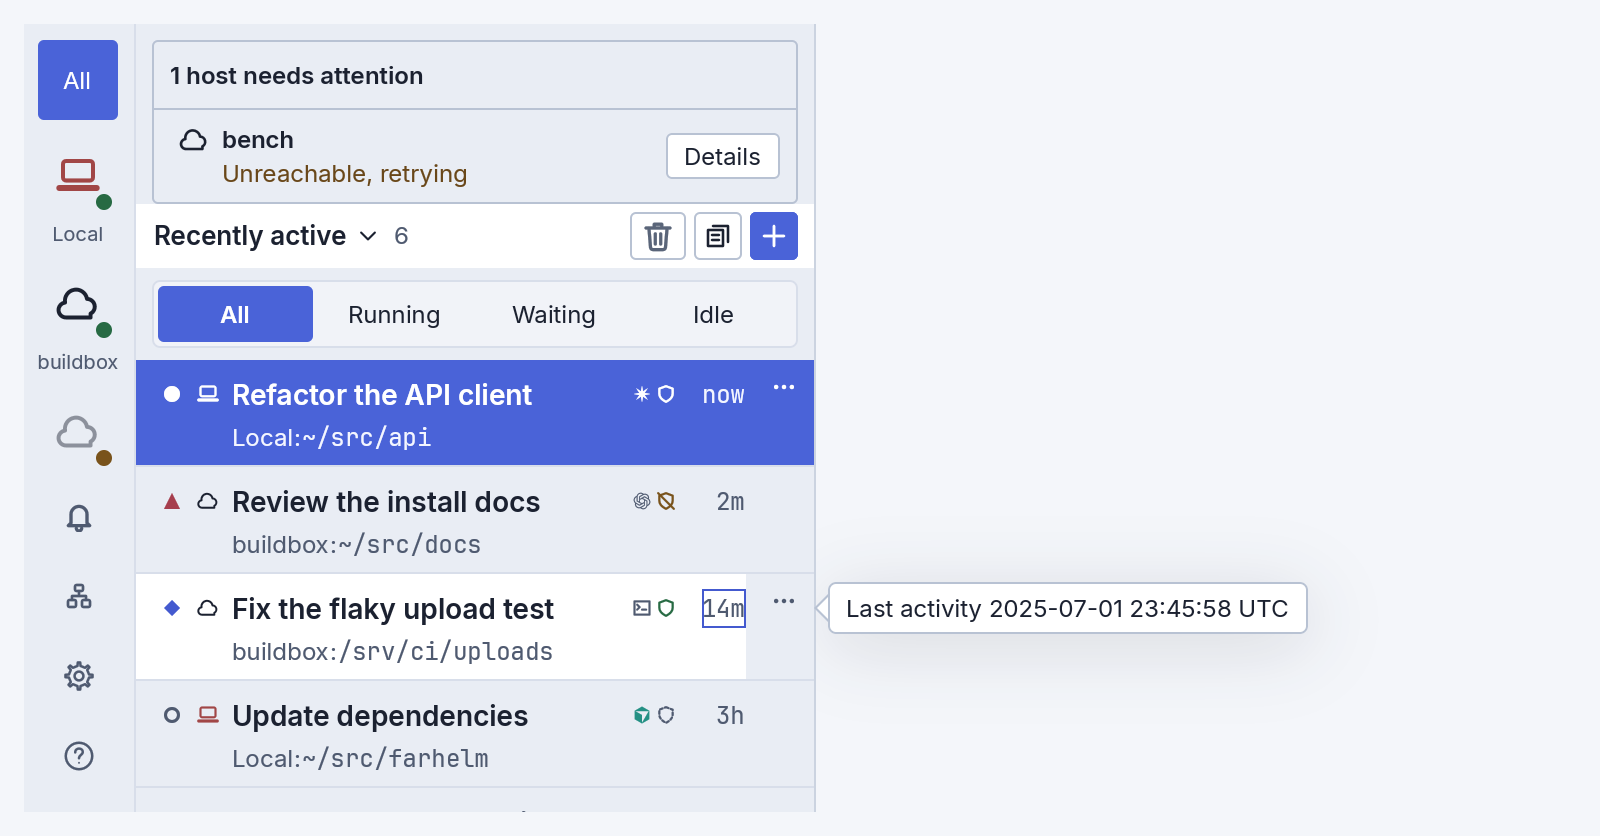 All
Local
buildbox
1 host needs attention
bench
Unreachable, retrying
Details
Recently active 6
All Running Waiting Idle
Refactor the API client now
Local:~/src/api
Review the install docs 2m
buildbox:~/src/docs
Fix the flaky upload test 14m
buildbox:/srv/ci/uploads
Last activity 2025-07-01 23:45:58 UTC
Update dependencies 3h
Local:~/src/farhelm